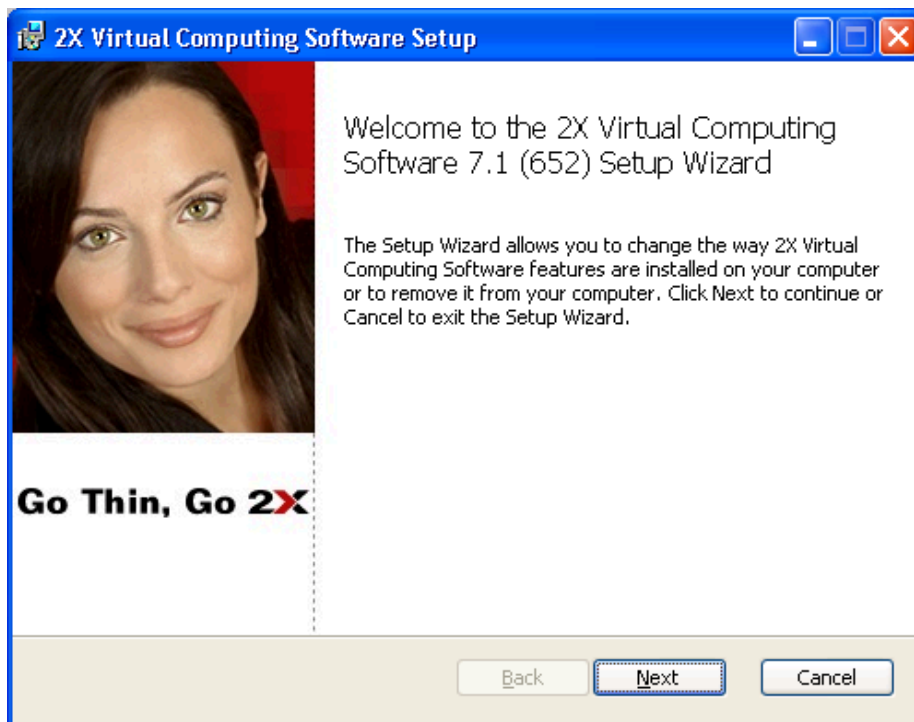 2X Virtual Computing Software Setup
Welcome to the 2X Virtual Computing
Software 7.1 (652) Setup Wizard
The Setup Wizard allows you to change the way 2X Virtual
Computing Software features are installed on your computer
or to remove it from your computer. Click Next to continue or
Cancel to exit the Setup Wizard.
Go Thin, Go 2X
Back
Next
Cancel